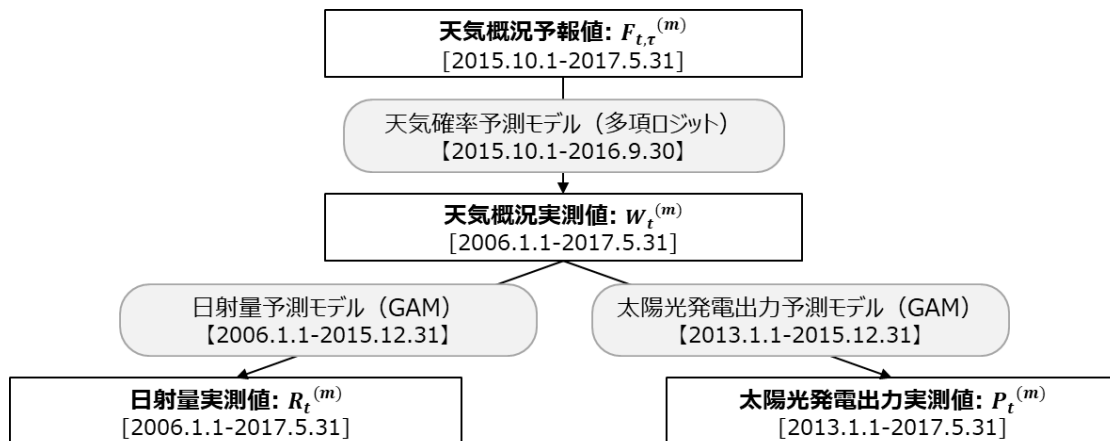 天気概況予報値: F_{t,τ}^{(m)}
[2015.10.1-2017.5.31]
天気確率予測モデル（多項ロジット）
【2015.10.1-2016.9.30】
天気概況実測値: W_t^{(m)}
[2006.1.1-2017.5.31]
日射量予測モデル（GAM）
【2006.1.1-2015.12.31】
太陽光発電出力予測モデル（GAM）
【2013.1.1-2015.12.31】
日射量実測値: R_t^{(m)}
[2006.1.1-2017.5.31]
太陽光発電出力実測値: P_t^{(m)}
[2013.1.1-2017.5.31]